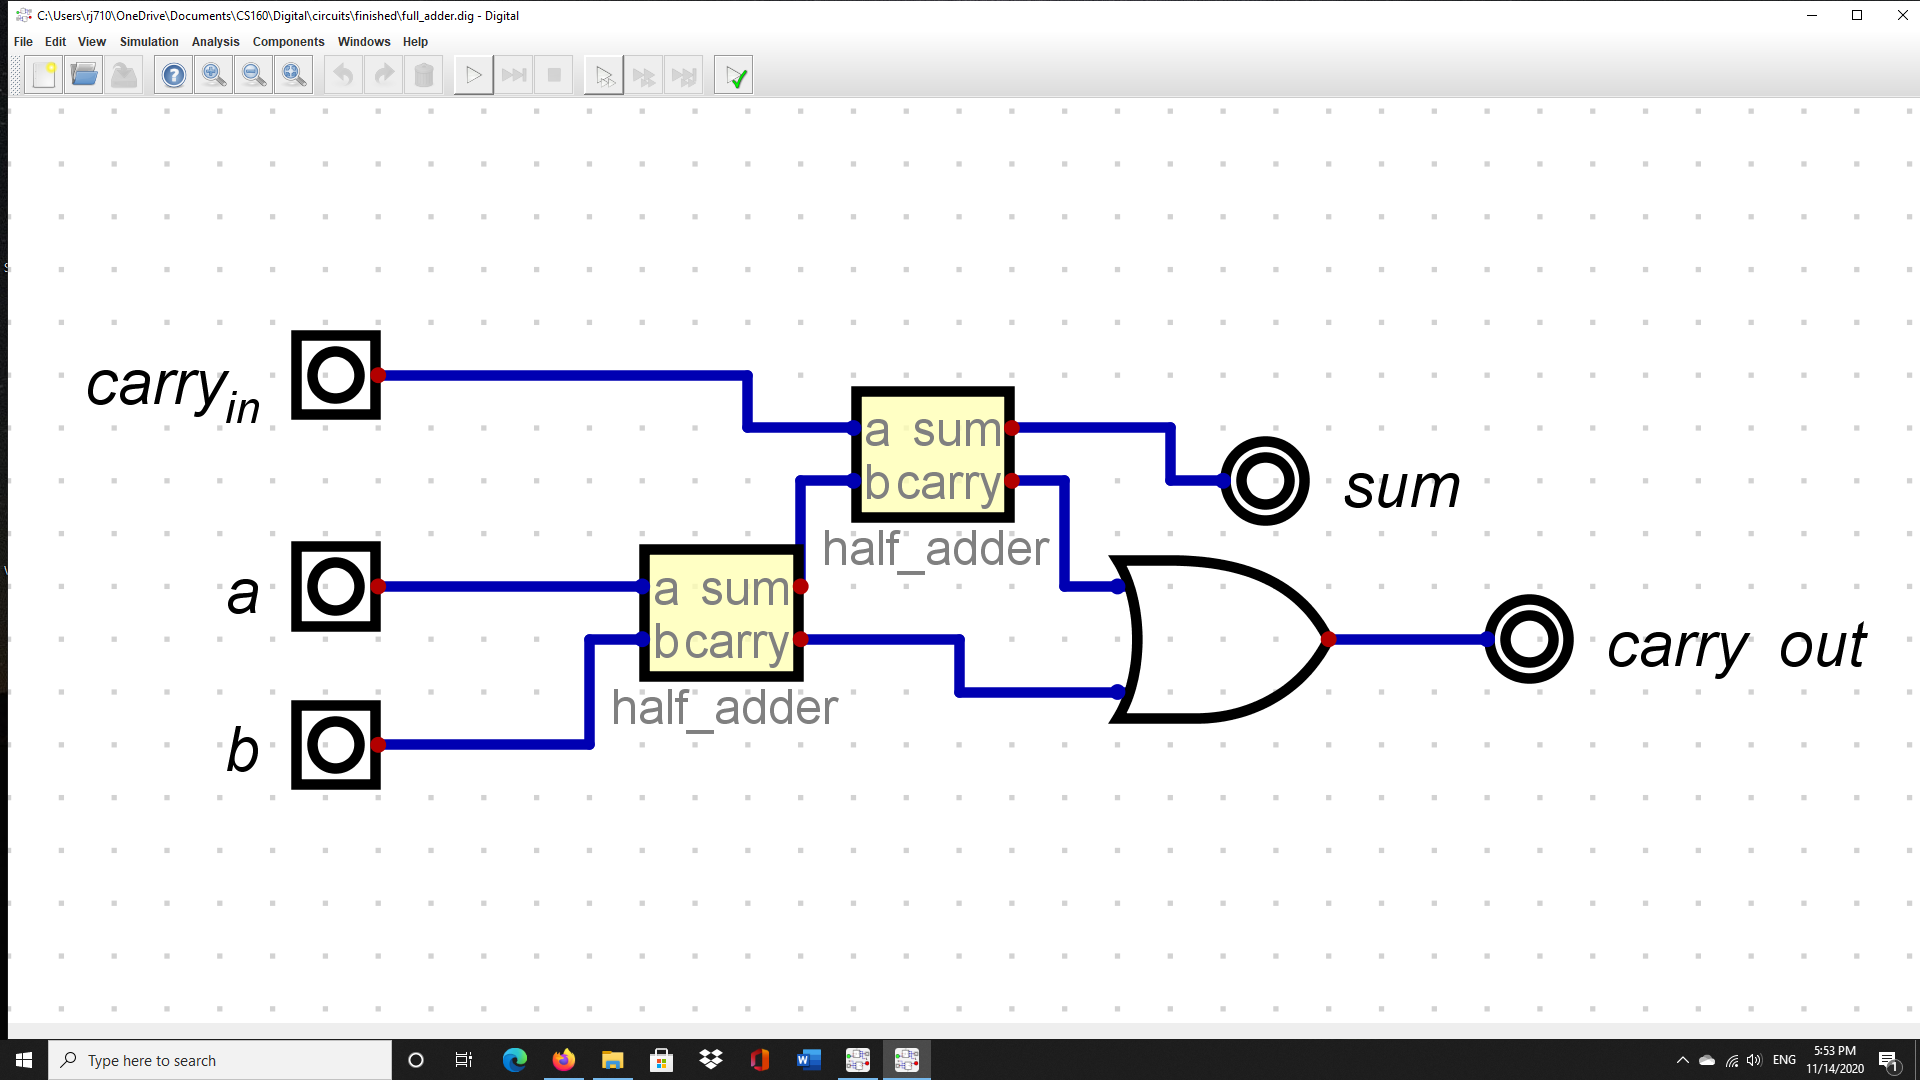 C:\Users\rj710\OneDrive\Documents\CS160\Digital\circuits\finished\full_adder.dig - Digital
File Edit View Simulation Analysis Components Windows Help
carry in
a sum
b carry
half_adder
sum
a
a sum
b carry
half_adder
carry out
b
Type here to search
ENG
5:53 PM
11/14/2020
1